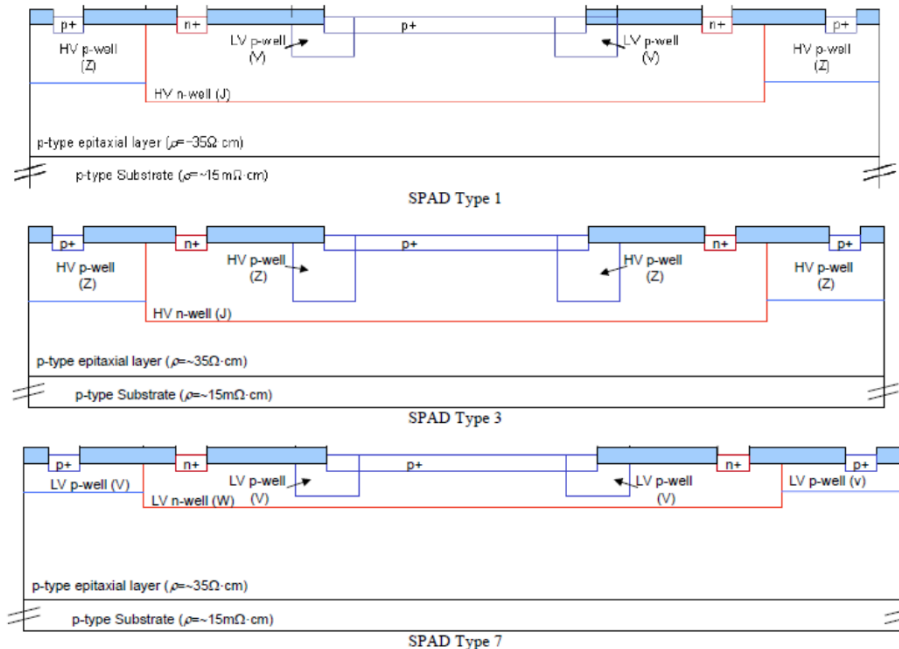 p+ n+ p+ n+ p+
HV p-well LV p-well LV p-well HV p-well
(Z) (V) (v) (Z)
HV n-well (J)
p-type epitaxial layer (ρ=~35Ω cm)
p-type Substrate (ρ=~15mΩ·cm)
SPAD Type 1
p+ n+ p+ n+ p+
HV p-well HV p-well HV p-well HV p-well
(Z) (Z) (Z) (Z)
HV n-well (J)
p-type epitaxial layer (ρ=~35Ω·cm)
p-type Substrate (ρ=~15mΩ·cm)
SPAD Type 3
p+ n+ p+ n+ p+
LV p-well (V) LV p-well LV p-well LV p-well (v)
(V) (V)
LV n-well (W)
p-type epitaxial layer (ρ=~35Ω·cm)
p-type Substrate (ρ=~15mΩ·cm)
SPAD Type 7